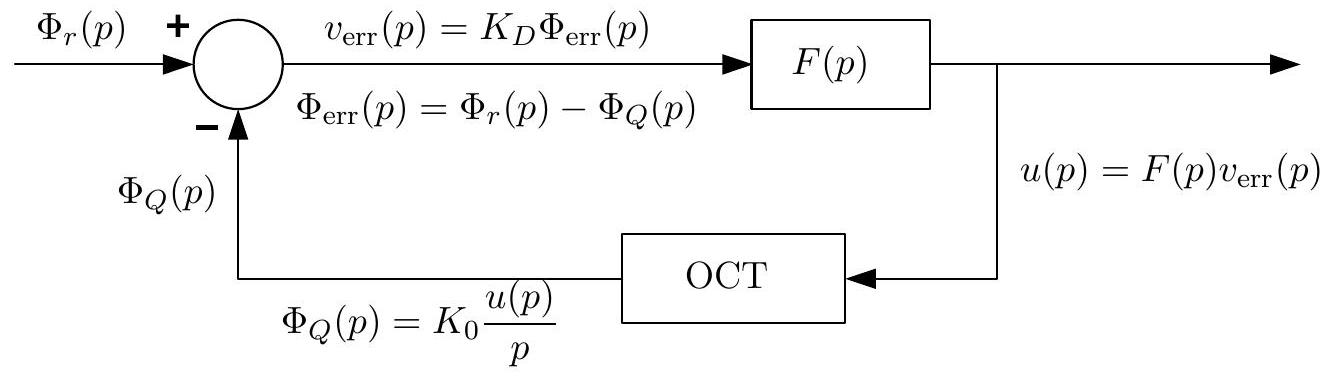 Φ_r(p) + v_err(p) = K_D Φ_err(p)
F(p)
Φ_err(p) = Φ_r(p) − Φ_Q(p)
−
Φ_Q(p)
u(p) = F(p)v_err(p)
OCT
Φ_Q(p) = K_0 u(p)/p